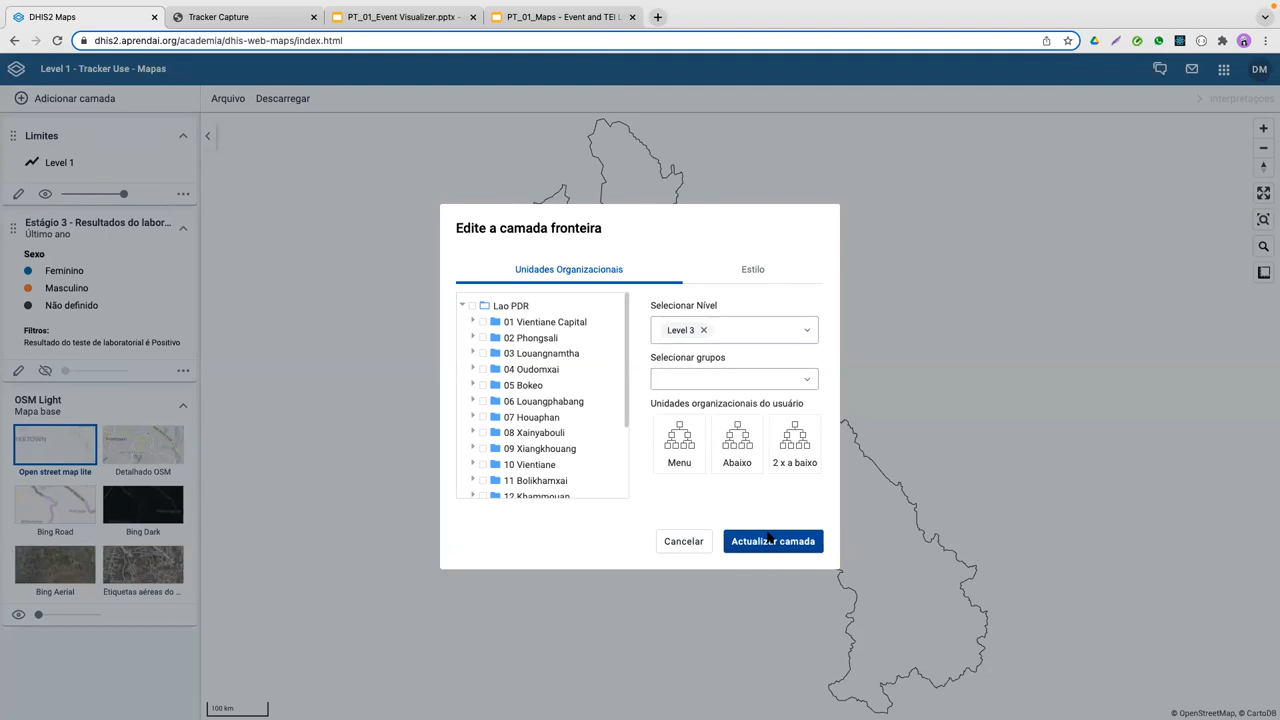 DHIS2 Maps
Tracker Capture
PT_01_Event Visualizer.pptx -
PT_01_Maps - Event and TEI
dhis2.aprendai.org/academia/dhis-web-maps/index.html
Level 1 - Tracker Use - Mapas
DM
Adicionar camada
Arquivo
Descarregar
Interpretações
Limites
Level 1
Estágio 3 - Resultados do labor...
Último ano
Sexo
Feminino
Masculino
Não definido
Filtros:
Resultado do teste de laboratorial é Positivo
OSM Light
Mapa base
Open street map lite
Detalhado OSM
Bing Road
Bing Dark
Bing Aerial
Etiquetas aéreas do ...
Edite a camada fronteira
Unidades Organizacionais
Estilo
Lao PDR
01 Vientiane Capital
02 Phongsali
03 Louangnamtha
04 Oudomxai
05 Bokeo
06 Louangphabang
07 Houaphan
08 Xainyabouli
09 Xiangkhouang
10 Vientiane
11 Bolikhamxai
12 Khammouan
Selecionar Nível
Level 3
Selecionar grupos
Unidades organizacionais do usuário
Menu
Abaixo
2 x a baixo
Cancelar
Actualizar camada
100 km
© OpenStreetMap, © CartoDB